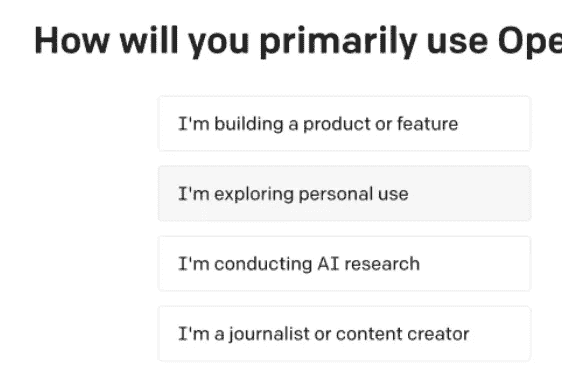 How will you primarily use Ope
I'm building a product or feature
I'm exploring personal use
I'm conducting AI research
I'm a journalist or content creator